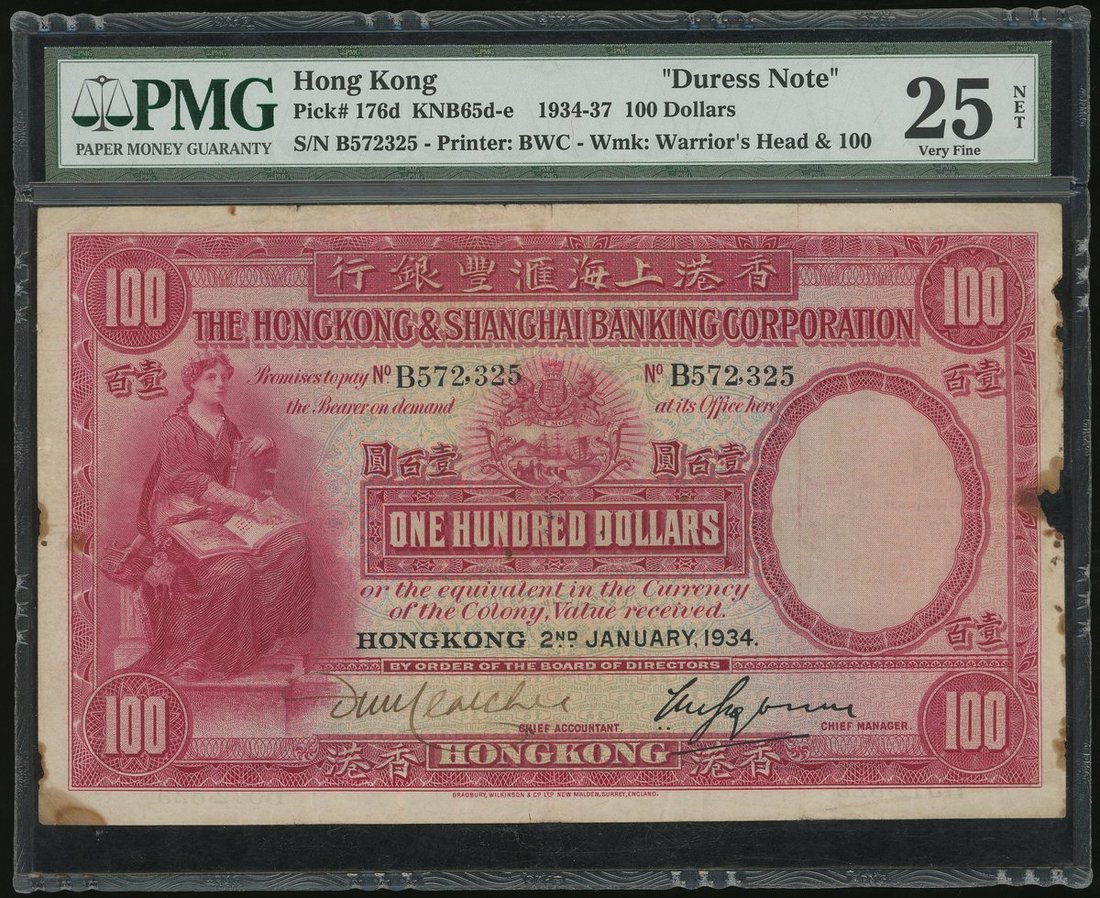 PMG
PAPER MONEY GUARANTY
Hong Kong "Duress Note"
Pick# 176d KNB65d-e 1934-37 100 Dollars
S/N B572325 - Printer: BWC - Wmk: Warrior's Head & 100
25 NET
Very Fine
行銀豐滙海上港香
100 100
THE HONGKONG & SHANGHAI BANKING CORPORATION
百壹 百壹
Promises to pay Nº B572,325 Nº B572,325
the Bearer on demand at its Office here
圓百壹 圓百壹
ONE HUNDRED DOLLARS
or the equivalent in the Currency
of the Colony, Value received.
百壹
HONGKONG 2ND JANUARY, 1934.
BY ORDER OF THE BOARD OF DIRECTORS
CHIEF ACCOUNTANT. CHIEF MANAGER.
100 100
港香 HONGKONG 港香
BRADBURY, WILKINSON & Cº LTD NEW MALDEN, SURREY, ENGLAND.